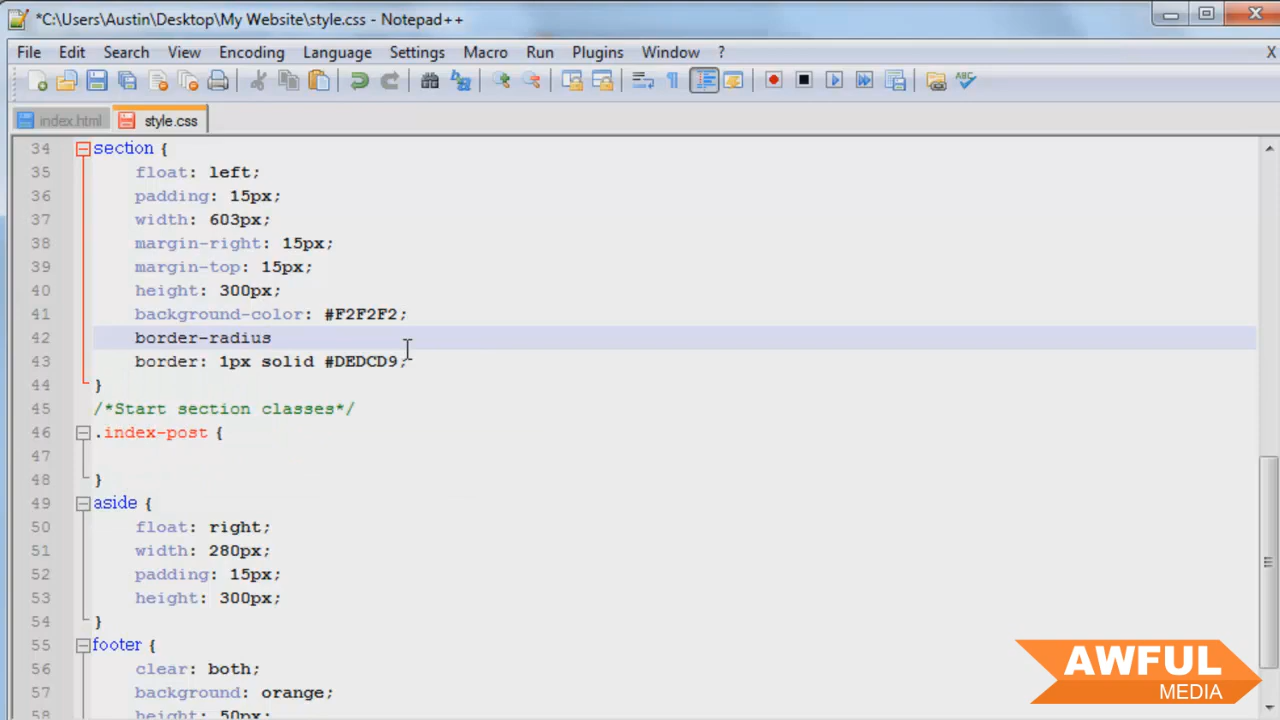 *C:\Users\Austin\Desktop\My Website\style.css - Notepad++
File Edit Search View Encoding Language Settings Macro Run Plugins Window ? X
index.html style.css
34 section {
35 float: left;
36 padding: 15px;
37 width: 603px;
38 margin-right: 15px;
39 margin-top: 15px;
40 height: 300px;
41 background-color: #F2F2F2;
42 border-radius
43 border: 1px solid #DEDCD9;
44 }
45 /*Start section classes*/
46 .index-post {
47
48 }
49 aside {
50 float: right;
51 width: 280px;
52 padding: 15px;
53 height: 300px;
54 }
55 footer {
56 clear: both;
57 background: orange;
58 height: 50px;
AWFUL
MEDIA